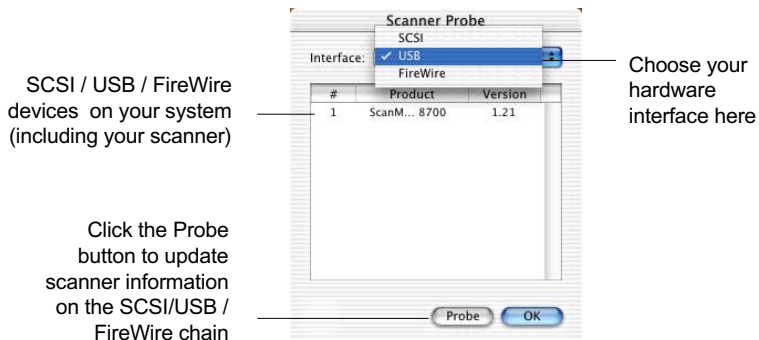 Scanner Probe
SCSI
Interface: ✓ USB
FireWire
# Product Version
1 ScanM... 8700 1.21
Probe OK
SCSI / USB / FireWire
devices on your system
(including your scanner)
Choose your
hardware
interface here
Click the Probe
button to update
scanner information
on the SCSI/USB /
FireWire chain